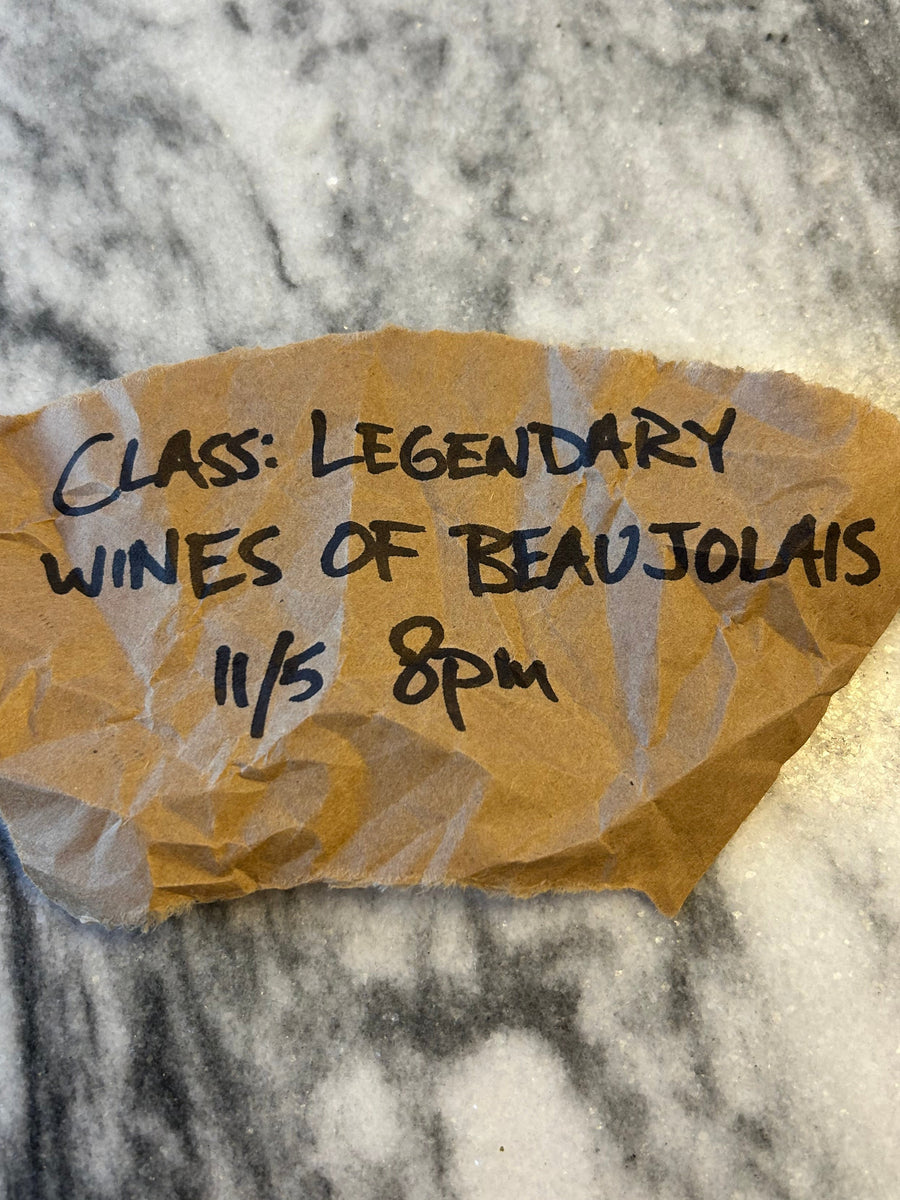 CLASS: LEGENDARY
WINES OF BEAUJOLAIS
11/5 8pm